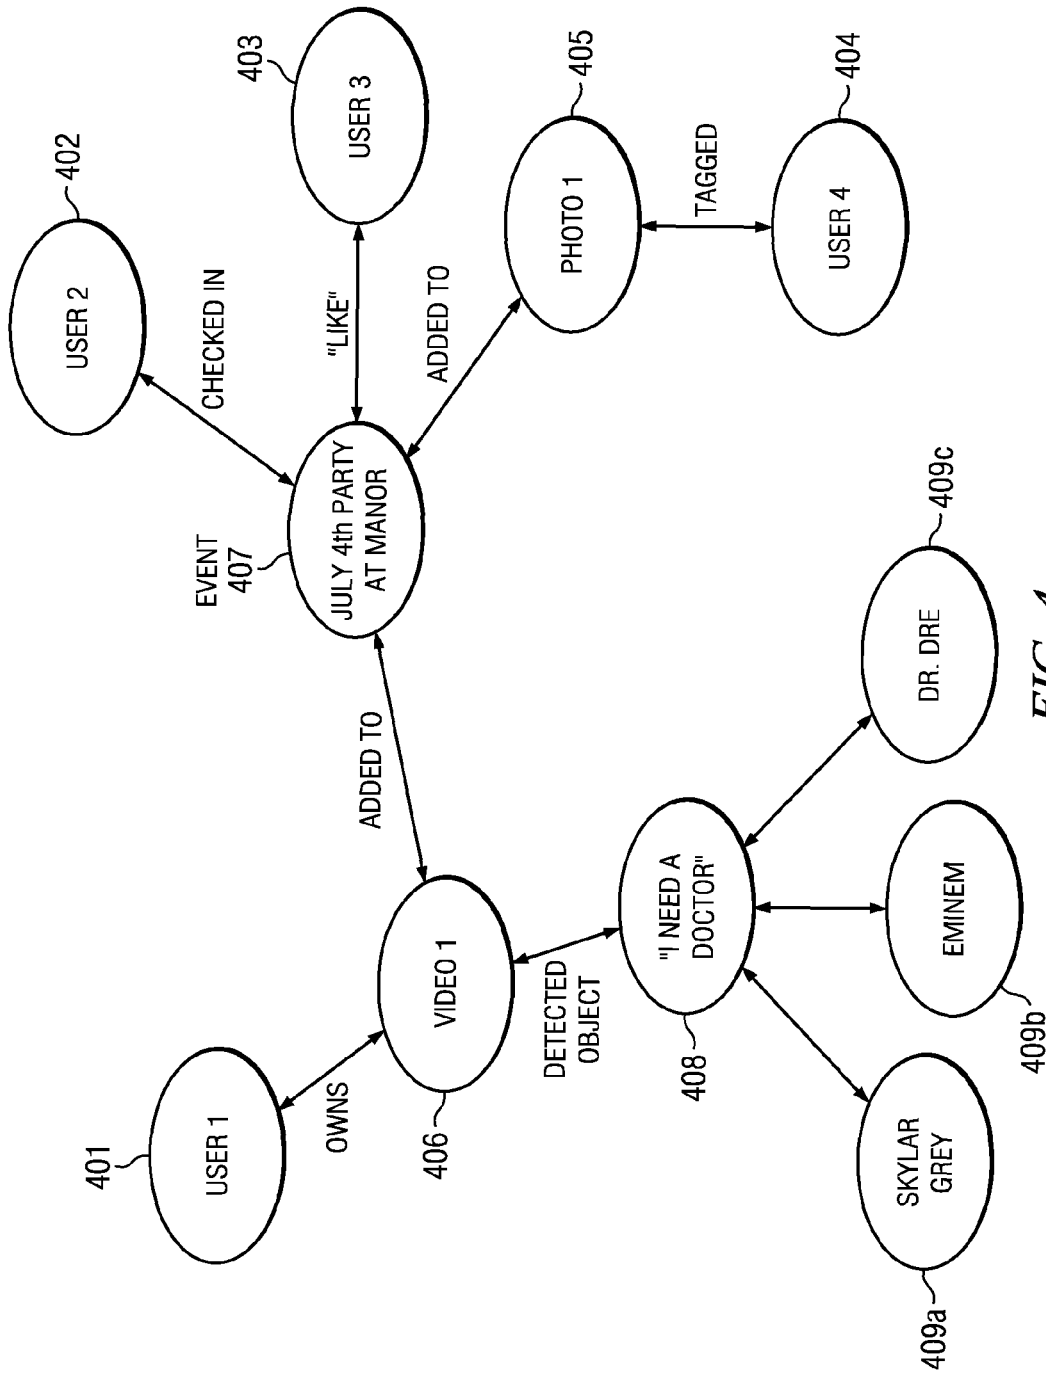 402
USER 2
403
USER 3
CHECKED IN
"LIKE"
EVENT
407
JULY 4th PARTY
AT MANOR
ADDED TO
405
PHOTO 1
TAGGED
404
USER 4
401
USER 1
OWNS
ADDED TO
VIDEO 1
406
DETECTED
OBJECT
"I NEED A
DOCTOR"
408
SKYLAR
GREY
409a
EMINEM
409b
DR. DRE
409c
FIG. 4